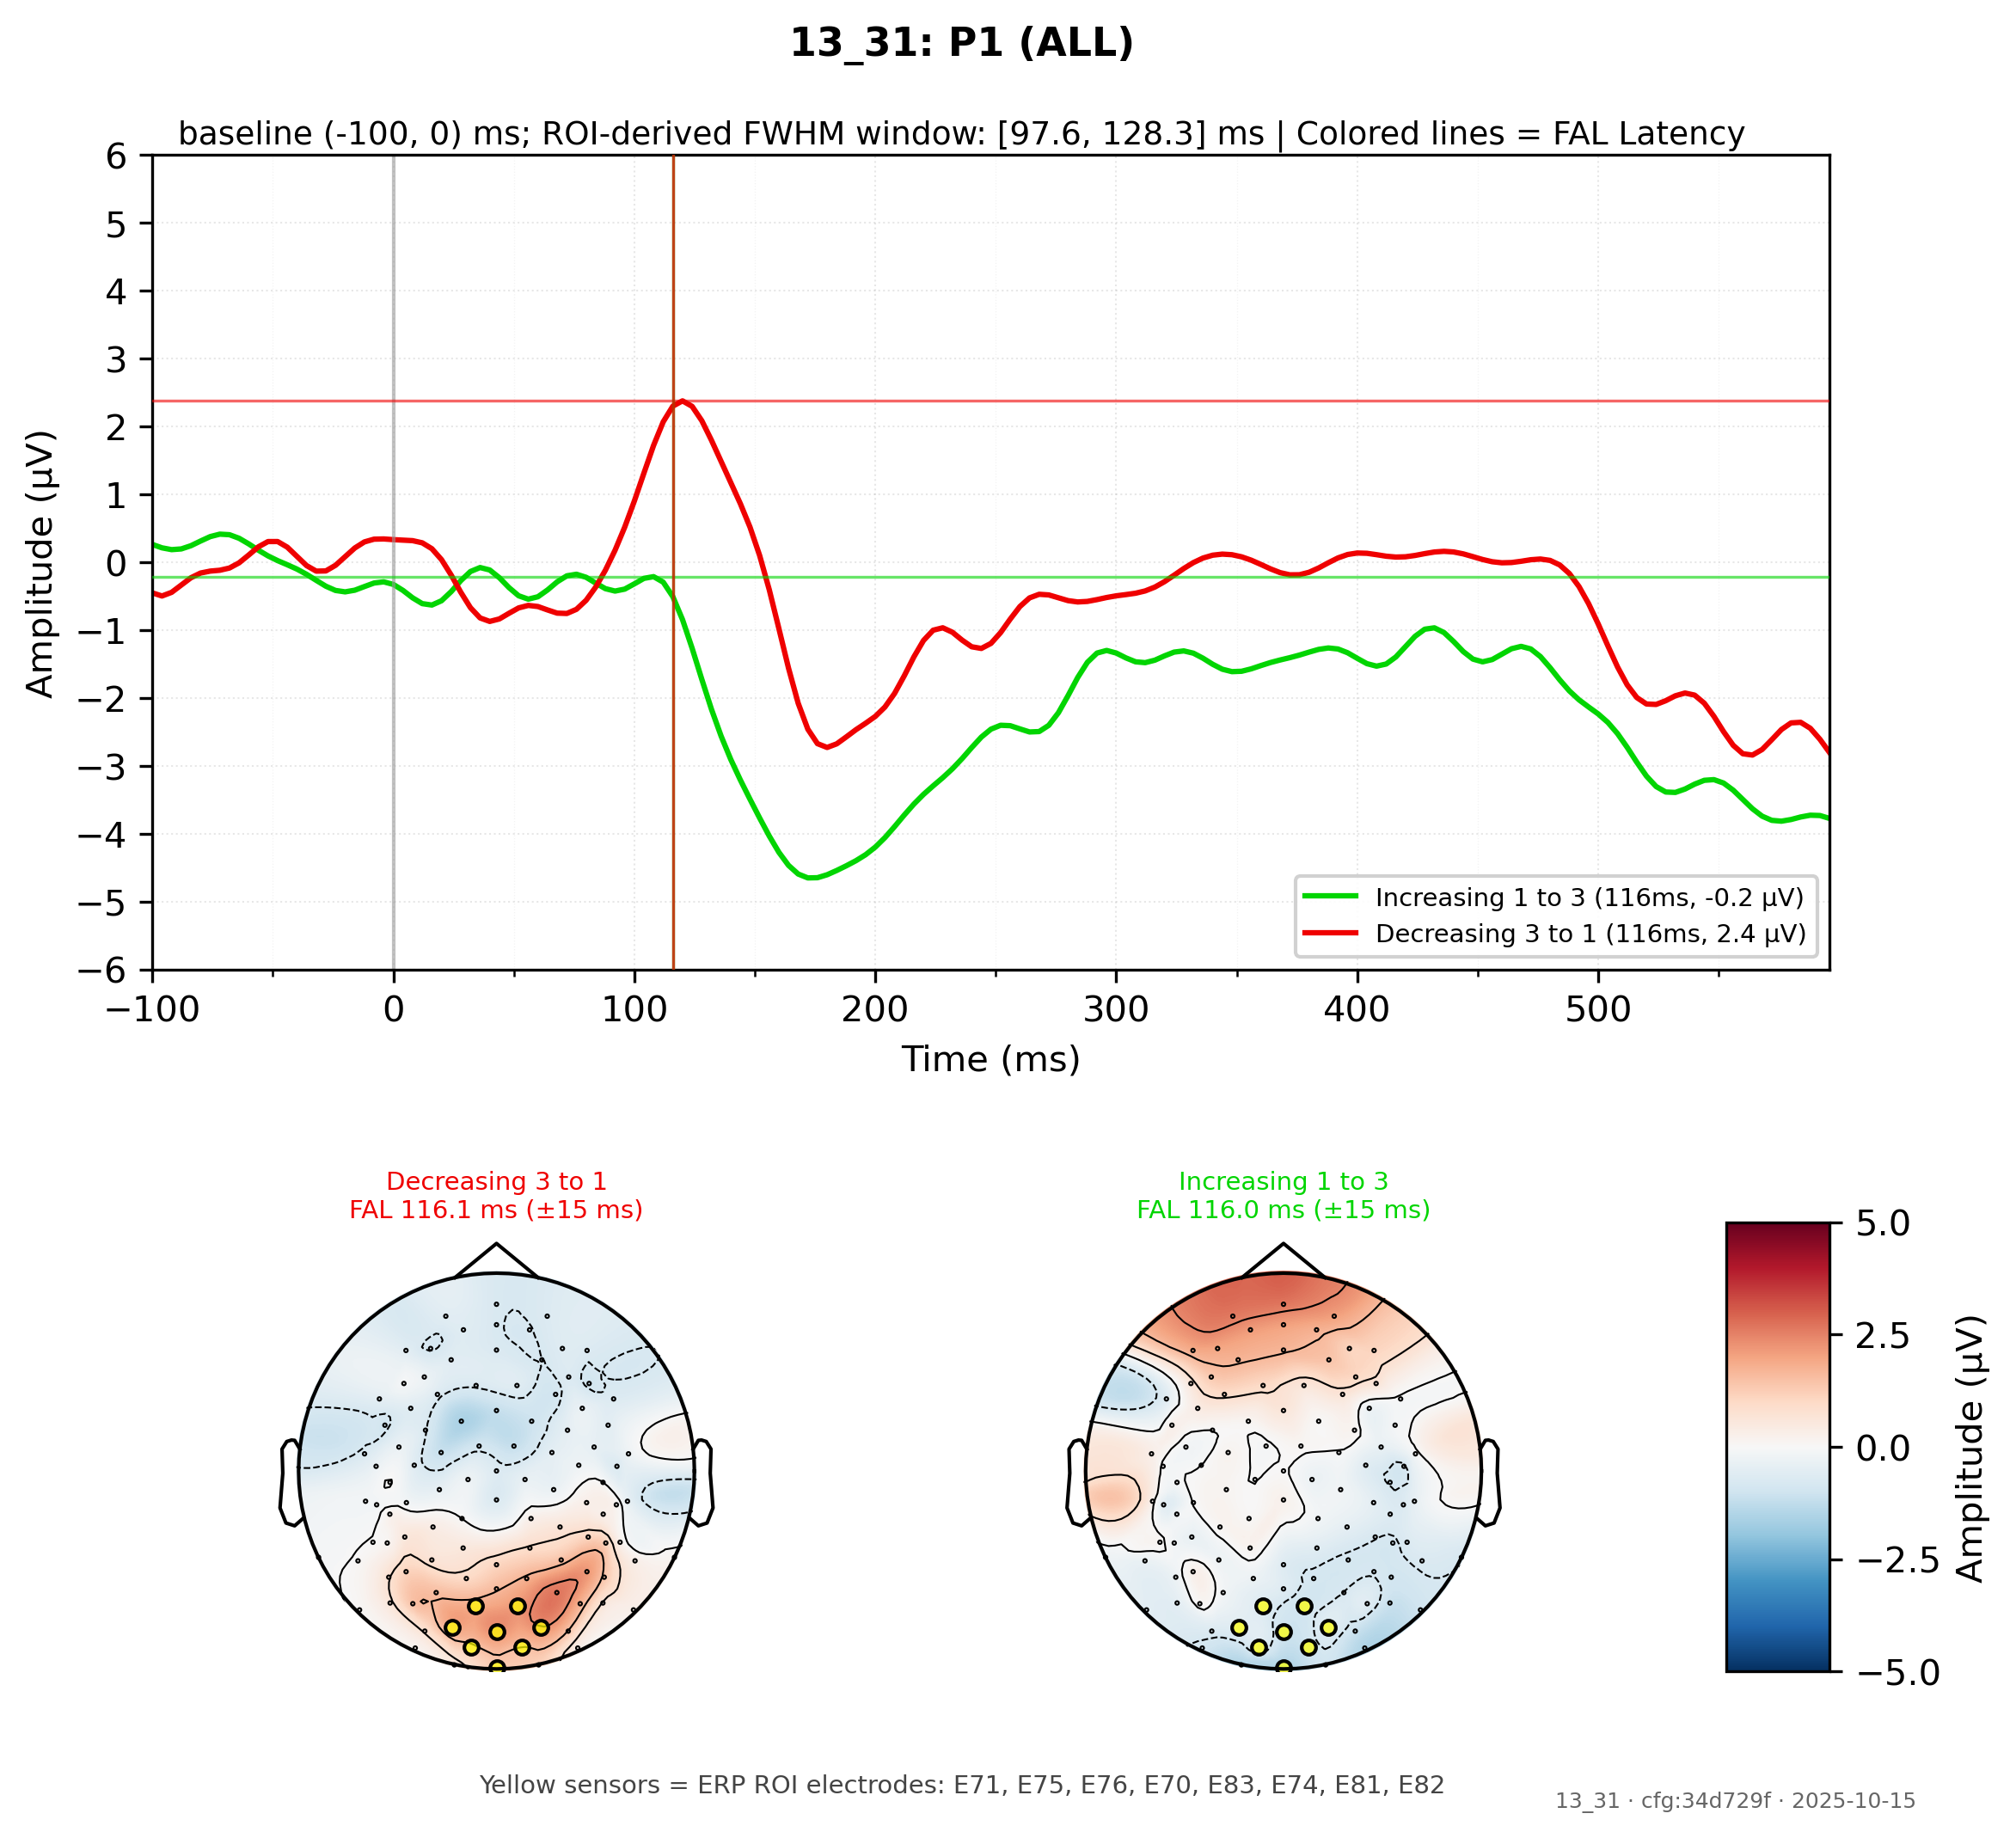 13_31: P1 (ALL)
baseline (-100, 0) ms; ROI-derived FWHM window: [97.6, 128.3] ms | Colored lines = FAL Latency
6
5
4
3
2
1
0
−1
−2
−3
−4
−5
−6
Amplitude (μV)
Increasing 1 to 3 (116ms, -0.2 μV)
Decreasing 3 to 1 (116ms, 2.4 μV)
−100 0 100 200 300 400 500
Time (ms)
Decreasing 3 to 1
FAL 116.1 ms (±15 ms)
Increasing 1 to 3
FAL 116.0 ms (±15 ms)
5.0
2.5
0.0
−2.5
−5.0
Amplitude (μV)
Yellow sensors = ERP ROI electrodes: E71, E75, E76, E70, E83, E74, E81, E82
13_31 · cfg:34d729f · 2025-10-15